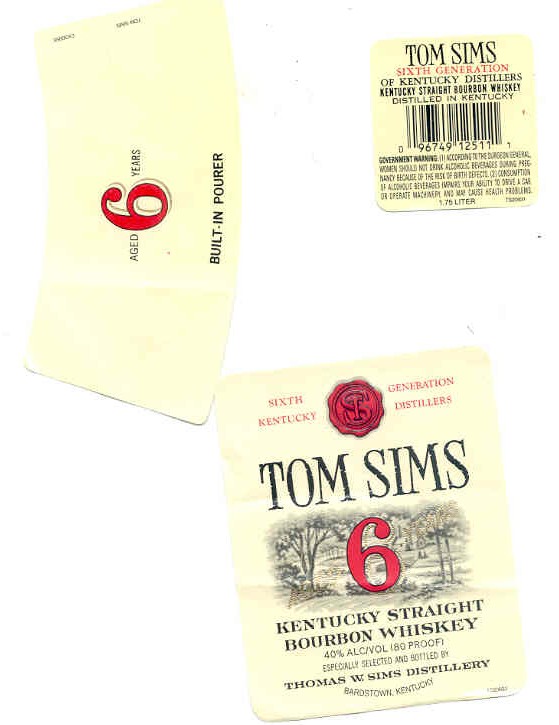 AGED 6 YEARS
BUILT-IN POURER
TOM SIMS
SIXTH GENERATION
OF KENTUCKY DISTILLERS
KENTUCKY STRAIGHT BOURBON WHISKEY
DISTILLED IN KENTUCKY
0 96749 12511 1
GOVERNMENT WARNING: (1) ACCORDING TO THE SURGEON GENERAL,
WOMEN SHOULD NOT DRINK ALCOHOLIC BEVERAGES DURING PREG-
NANCY BECAUSE OF THE RISK OF BIRTH DEFECTS. (2) CONSUMPTION
OF ALCOHOLIC BEVERAGES IMPAIRS YOUR ABILITY TO DRIVE A CAR
OR OPERATE MACHINERY, AND MAY CAUSE HEALTH PROBLEMS.
1.75 LITER
SIXTH GENERATION
KENTUCKY DISTILLERS
TOM SIMS
6
KENTUCKY STRAIGHT
BOURBON WHISKEY
40% ALC/VOL (80 PROOF)
ESPECIALLY SELECTED AND BOTTLED BY
THOMAS W. SIMS DISTILLERY
BARDSTOWN, KENTUCKY